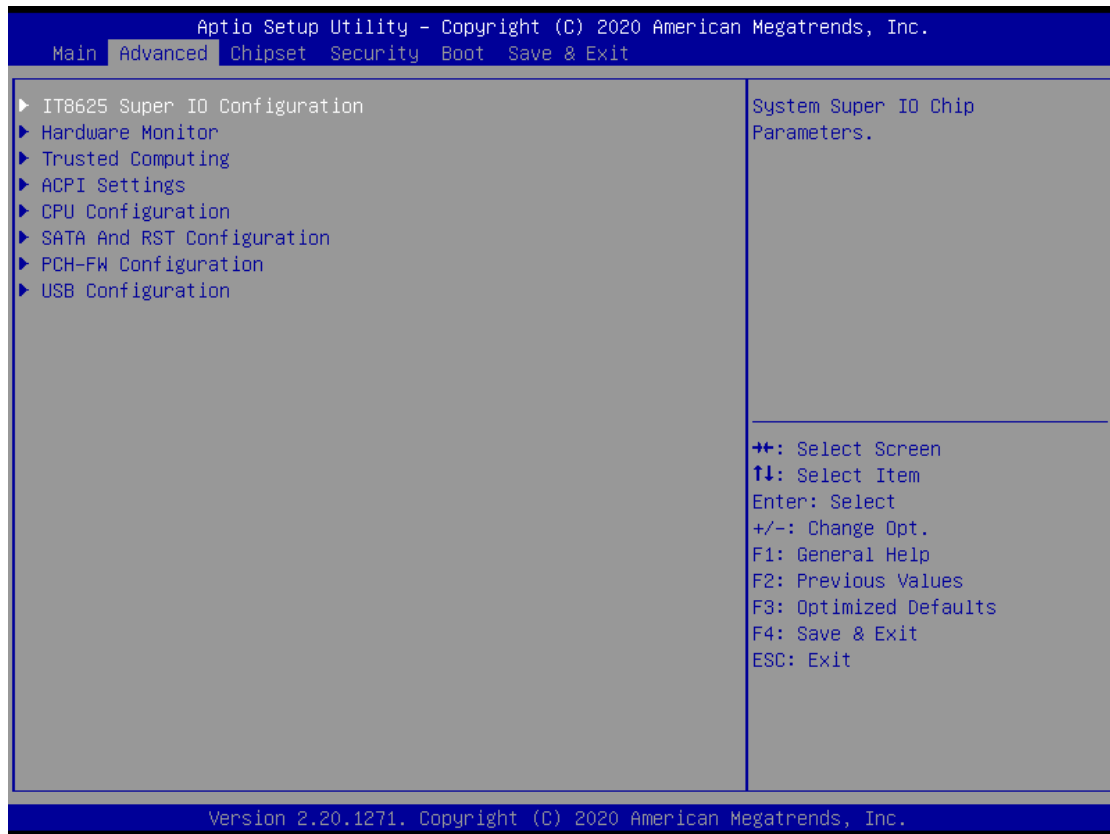 Aptio Setup Utility – Copyright (C) 2020 American Megatrends, Inc.
Main Advanced Chipset Security Boot Save & Exit
▶ IT8625 Super IO Configuration
▶ Hardware Monitor
▶ Trusted Computing
▶ ACPI Settings
▶ CPU Configuration
▶ SATA And RST Configuration
▶ PCH-FW Configuration
▶ USB Configuration
System Super IO Chip
Parameters.
→←: Select Screen
↑↓: Select Item
Enter: Select
+/-: Change Opt.
F1: General Help
F2: Previous Values
F3: Optimized Defaults
F4: Save & Exit
ESC: Exit
Version 2.20.1271. Copyright (C) 2020 American Megatrends, Inc.